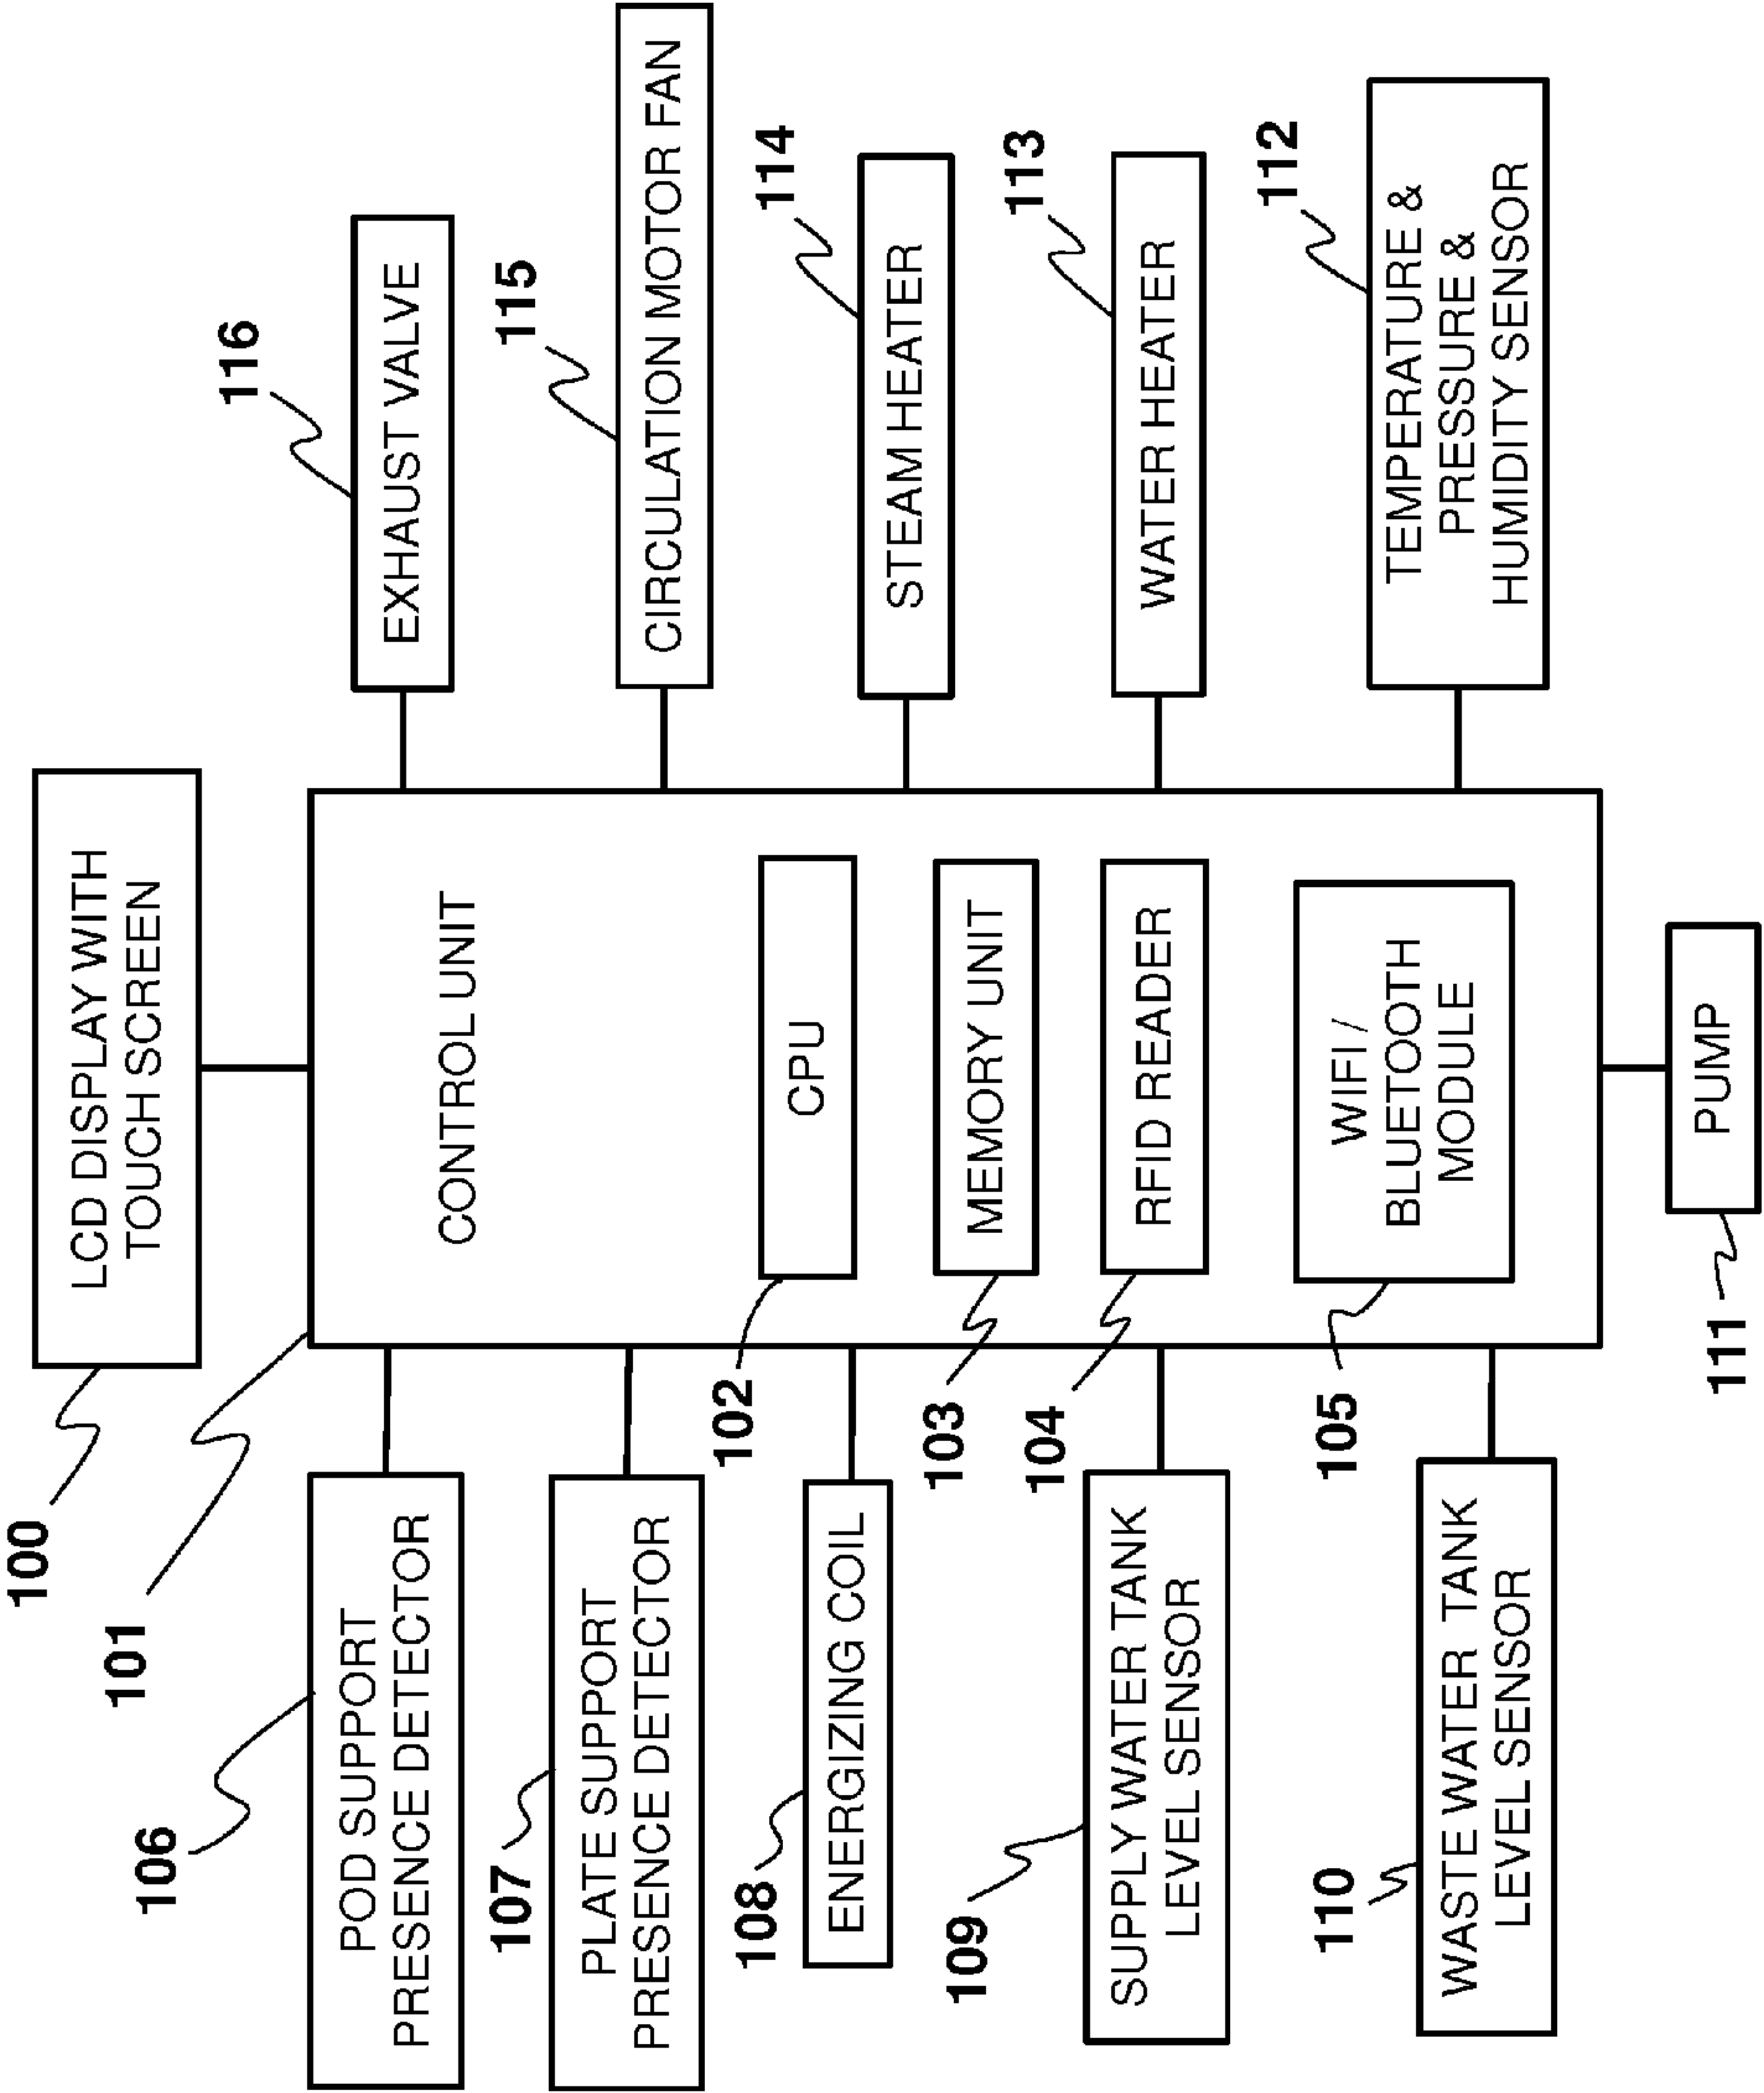 100
LCD DISPLAY WITH
TOUCH SCREEN
101
CONTROL UNIT
102
CPU
103
MEMORY UNIT
104
RFID READER
105
WIFI /
BLUETOOTH
MODULE
106
POD SUPPORT
PRESENCE DETECTOR
107
PLATE SUPPORT
PRESENCE DETECTOR
108
ENERGIZING COIL
109
SUPPLY WATER TANK
LEVEL SENSOR
110
WASTE WATER TANK
LEVEL SENSOR
111
PUMP
116
EXHAUST VALVE
115
CIRCULATION MOTOR FAN
114
STEAM HEATER
113
WATER HEATER
112
TEMPERATURE &
PRESSURE &
HUMIDITY SENSOR